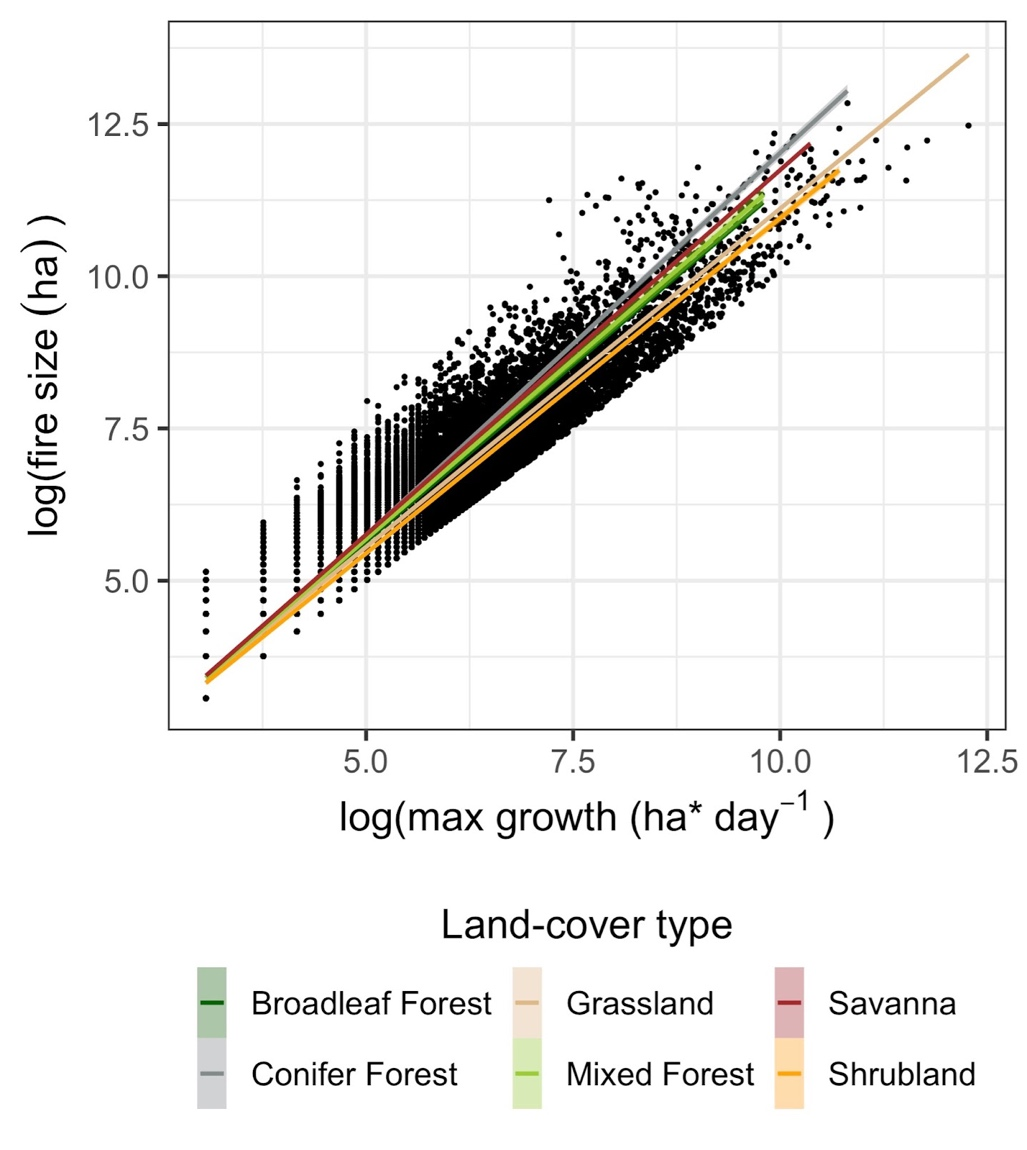 log(fire size (ha) )
12.5
10.0
7.5
5.0
5.0 7.5 10.0 12.5
log(max growth (ha* day⁻¹ )
Land-cover type
Broadleaf Forest Grassland Savanna
Conifer Forest Mixed Forest Shrubland